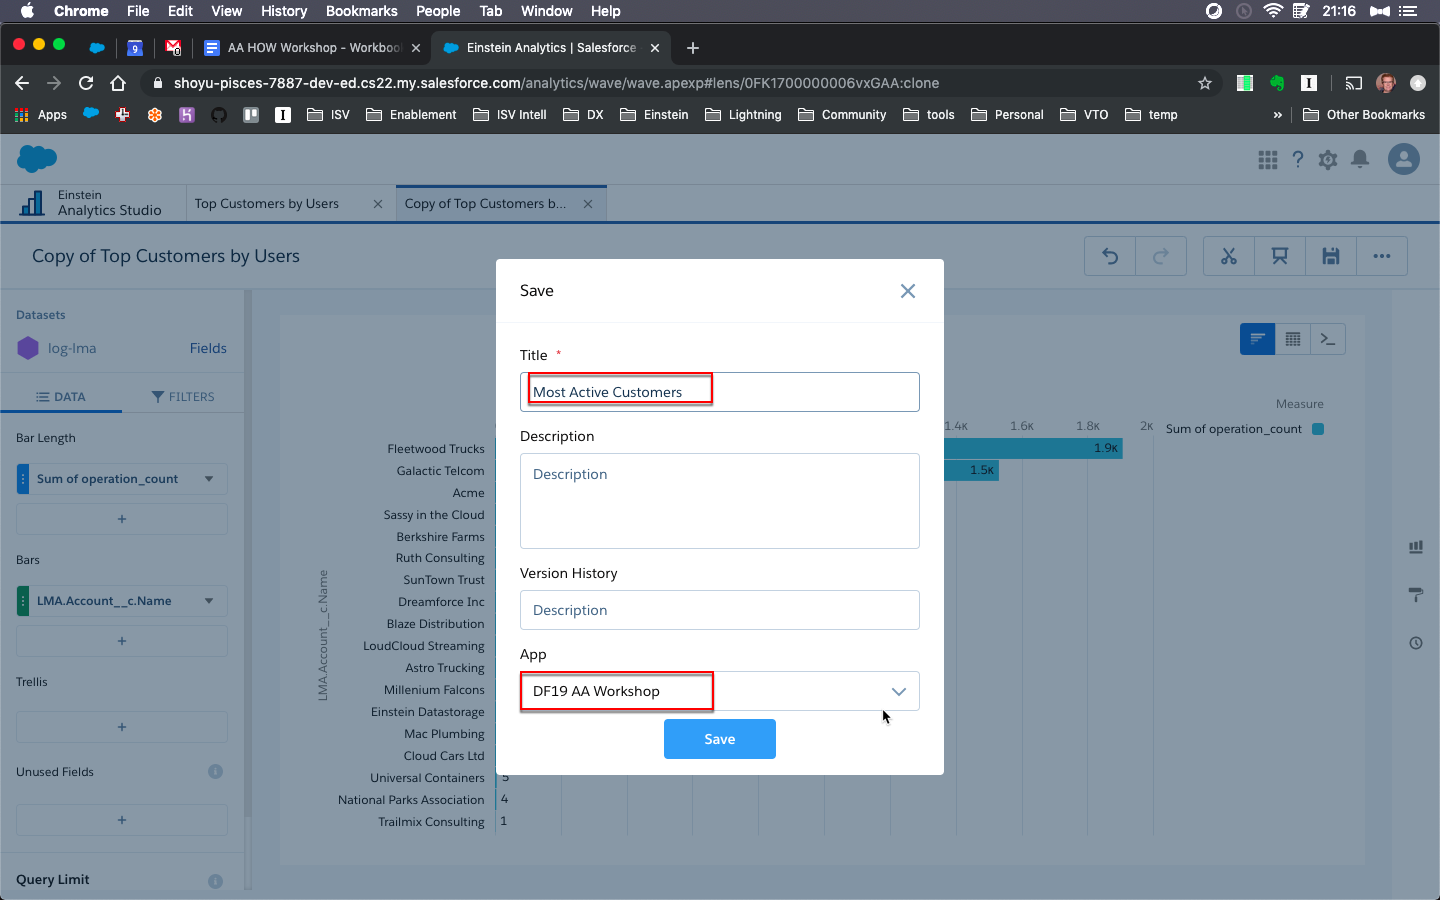 Chrome File Edit View History Bookmarks People Tab Window Help 21:16
9 0 AA HOW Workshop - Workboo Einstein Analytics | Salesforce
shoyu-pisces-7887-dev-ed.cs22.my.salesforce.com/analytics/wave/wave.apexp#lens/0FK1700000006vxGAA:clone
Apps ISV Enablement ISV Intell DX Einstein Lightning Community tools Personal VTO temp » Other Bookmarks
Einstein
Analytics Studio
Top Customers by Users
Copy of Top Customers b...
Copy of Top Customers by Users
Datasets
log-lma Fields
DATA FILTERS
Bar Length
Sum of operation_count
+
Bars
LMA.Account__c.Name
+
Trellis
+
Unused Fields
+
Query Limit
Save
Title *
Most Active Customers
Description
Description
Version History
Description
App
DF19 AA Workshop
Save
Measure
Sum of operation_count
1.4K 1.6K 1.8K 2K
LMA.Account__c.Name
Fleetwood Trucks 1.9K
Galactic Telcom 1.5K
Acme
Sassy in the Cloud
Berkshire Farms
Ruth Consulting
SunTown Trust
Dreamforce Inc
Blaze Distribution
LoudCloud Streaming
Astro Trucking
Millenium Falcons
Einstein Datastorage
Mac Plumbing
Cloud Cars Ltd
Universal Containers 5
National Parks Association 4
Trailmix Consulting 1